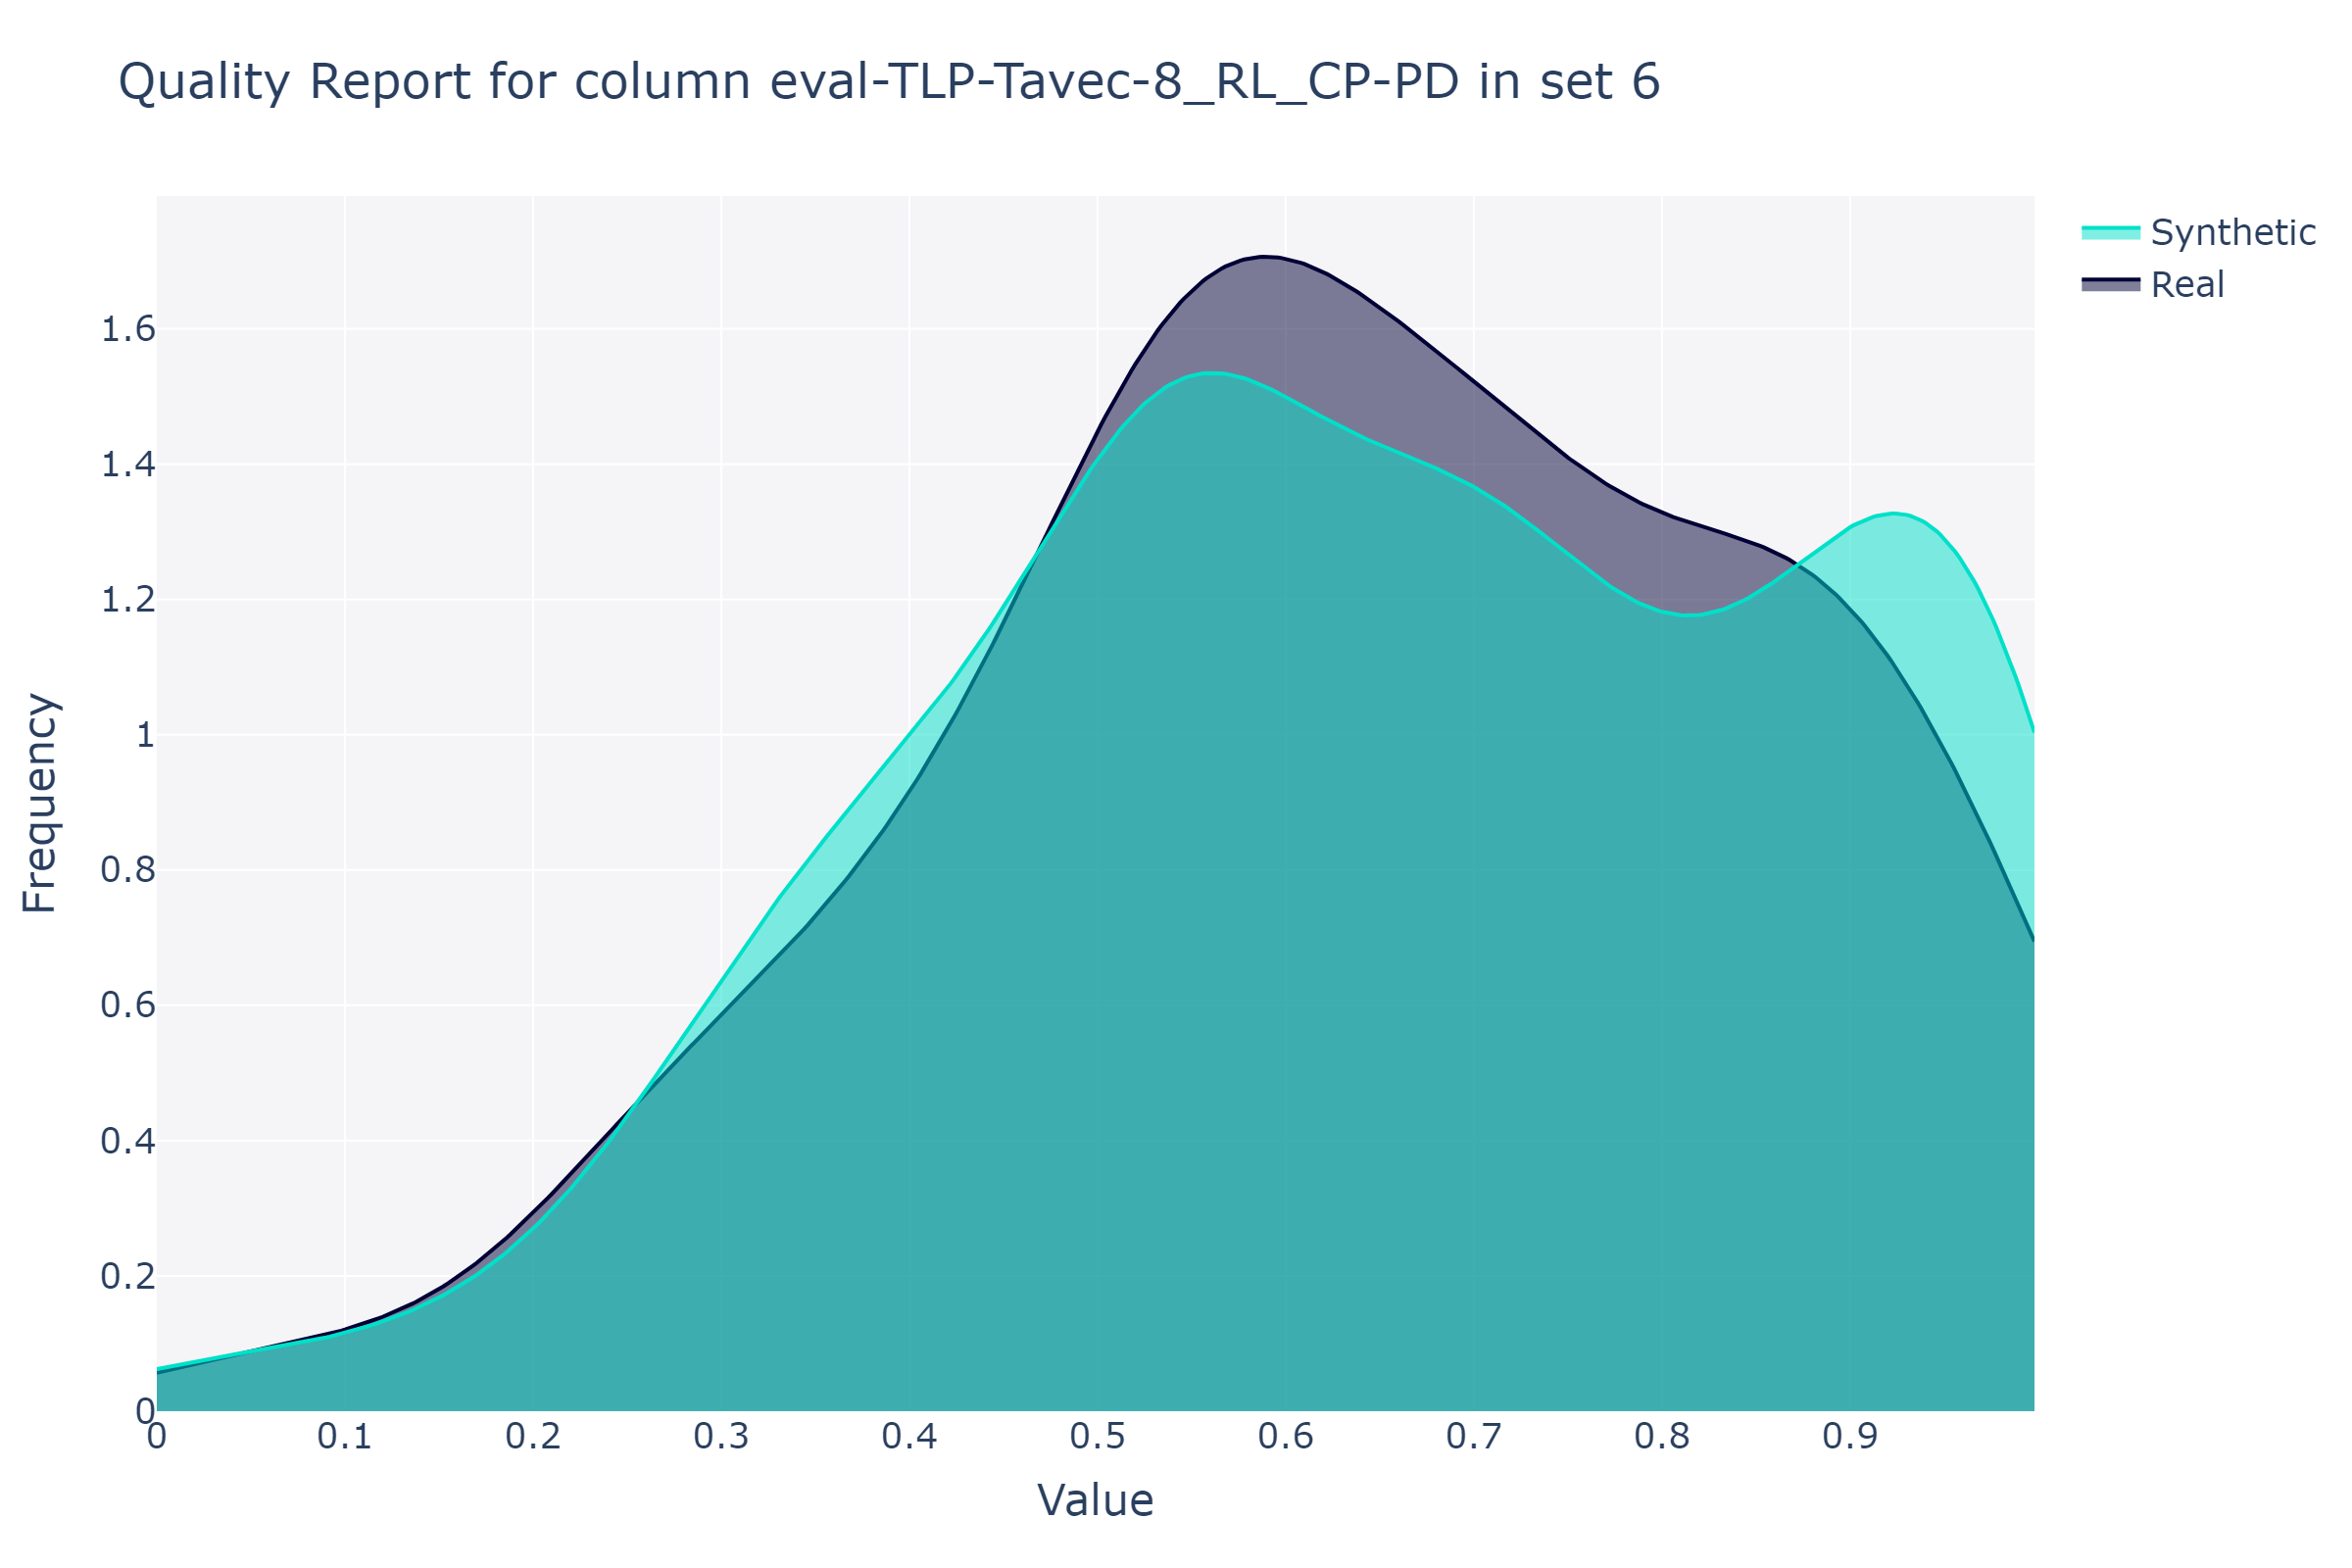 Quality Report for column eval-TLP-Tavec-8_RL_CP-PD in set 6
Synthetic
Real
Frequency
1.6
1.4
1.2
1
0.8
0.6
0.4
0.2
0
0 0.1 0.2 0.3 0.4 0.5 0.6 0.7 0.8 0.9
Value